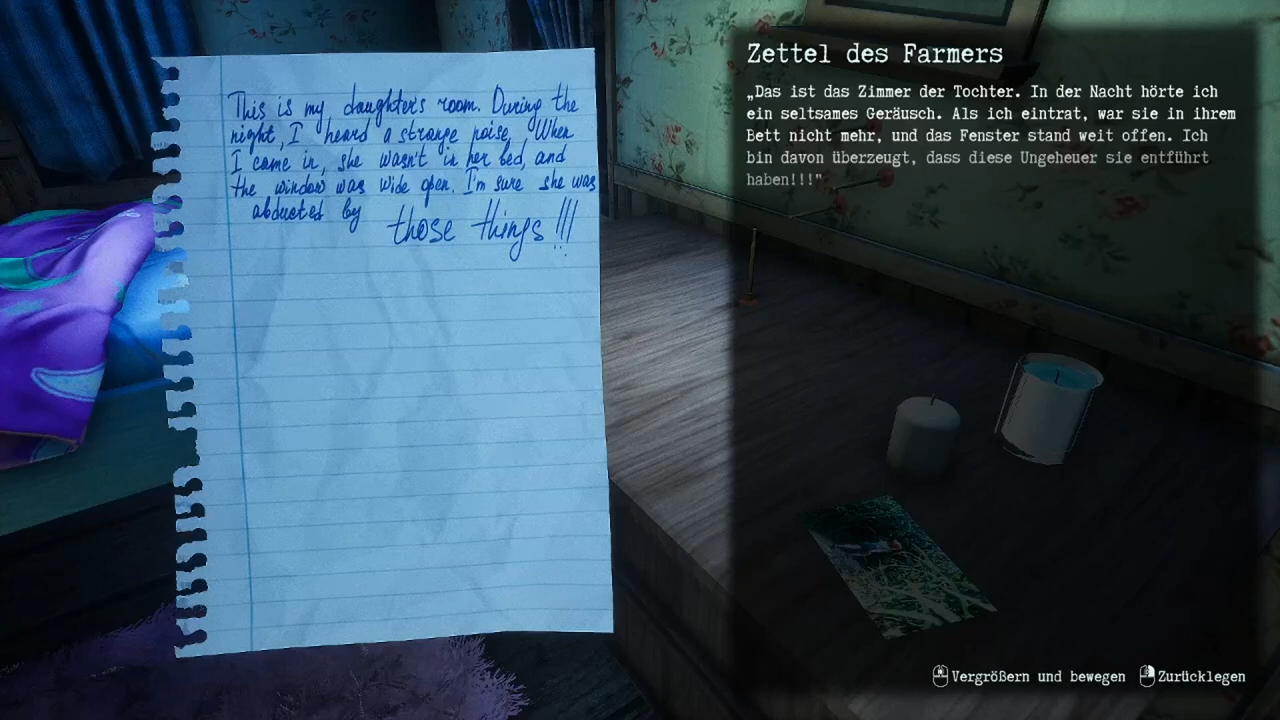 This is my daughter's room. During the
night, I heard a strange noise. When
I came in, she wasn't in her bed, and
the window was wide open. I'm sure she was
abducted by those things!!!
Zettel des Farmers
„Das ist das Zimmer der Tochter. In der Nacht hörte ich
ein seltsames Geräusch. Als ich eintrat, war sie in ihrem
Bett nicht mehr, und das Fenster stand weit offen. Ich
bin davon überzeugt, dass diese Ungeheuer sie entführt
haben!!!"
Vergrößern und bewegen Zurücklegen